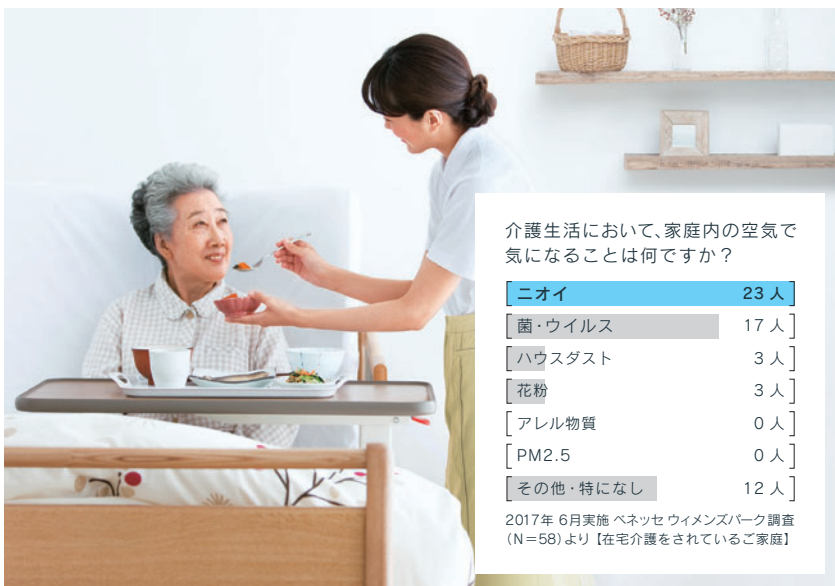 介護生活において、家庭内の空気で
気になることは何ですか？
ニオイ 23人
菌・ウイルス 17人
ハウスダスト 3人
花粉 3人
アレル物質 0人
PM2.5 0人
その他・特になし 12人
2017年 6月実施 ベネッセ ウィメンズパーク調査
（N＝58）より【在宅介護をされているご家庭】